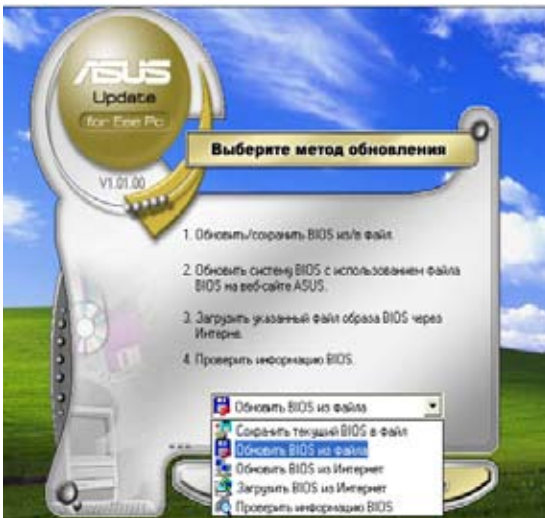 ASUS
Update
for Eee Pc
V1.01.00
Выберите метод обновления
1. Обновить/сохранить BIOS из/в файл.
2. Обновить систему BIOS с использованием файла
BIOS на веб-сайте ASUS.
3. Загрузить указанный файл образа BIOS через
Интерне.
4. Проверить информацию BIOS.
Обновить BIOS из файла
Сохранить текущий BIOS в файл
Обновить BIOS из файла
Обновить BIOS из Интернет
Загрузить BIOS из Интернет
Проверить информацию BIOS